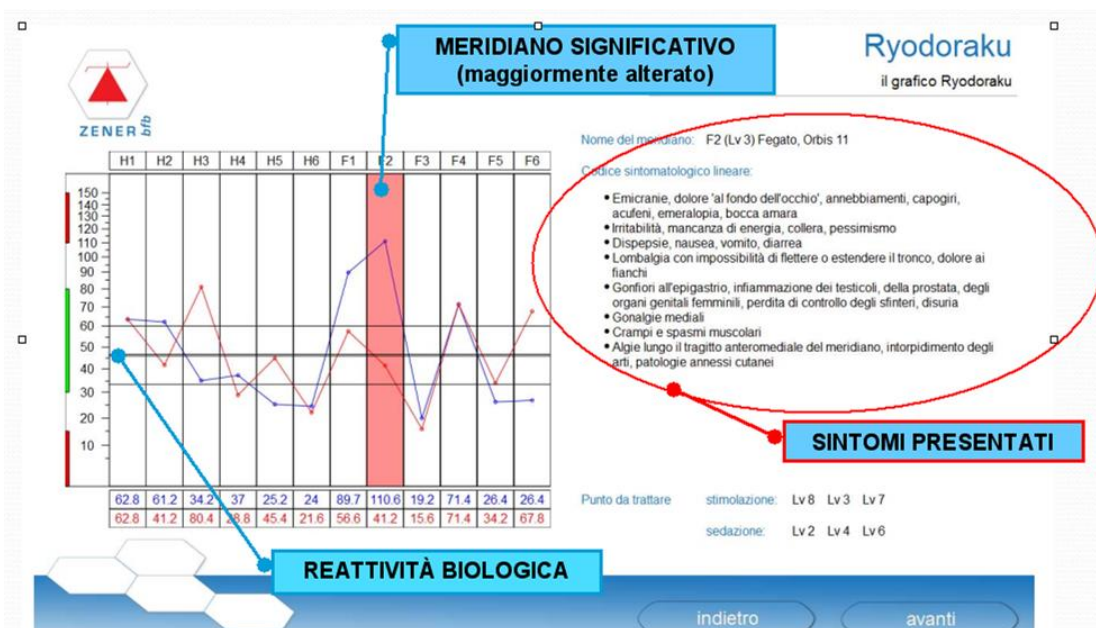 MERIDIANO SIGNIFICATIVO
(maggiormente alterato)
Ryodoraku
il grafico Ryodoraku
ZENER bfb
Nome del meridiano: F2 (Lv 3) Fegato, Orbis 11
Codice sintomatologico lineare:
• Emicranie, dolore 'al fondo dell'occhio', annebbiamenti, capogiri,
acufeni, emeralopia, bocca amara
• Irritabilità, mancanza di energia, collera, pessimismo
• Dispepsie, nausea, vomito, diarrea
• Lombalgia con impossibilità di flettere o estendere il tronco, dolore ai
fianchi
• Gonfiori all'epigastrio, infiammazione dei testicoli, della prostata, degli
organi genitali femminili, perdita di controllo degli sfinteri, disuria
• Gonalgie mediali
• Crampi e spasmi muscolari
• Algie lungo il tragitto anteromediale del meridiano, intorpidimento degli
arti, patologie annessi cutanei
H1 H2 H3 H4 H5 H6 F1 F2 F3 F4 F5 F6
150
140
130
120
110
100
90
80
70
60
50
40
30
20
10
62.8 61.2 34.2 37 25.2 24 89.7 110.6 19.2 71.4 26.4 26.4
62.8 41.2 80.4 28.8 45.4 21.6 56.6 41.2 15.6 71.4 34.2 67.8
SINTOMI PRESENTATI
Punto da trattare stimolazione: Lv 8 Lv 3 Lv 7
sedazione: Lv 2 Lv 4 Lv 6
REATTIVITÀ BIOLOGICA
indietro
avanti